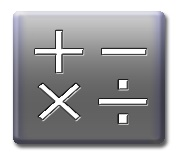 + −
× ÷